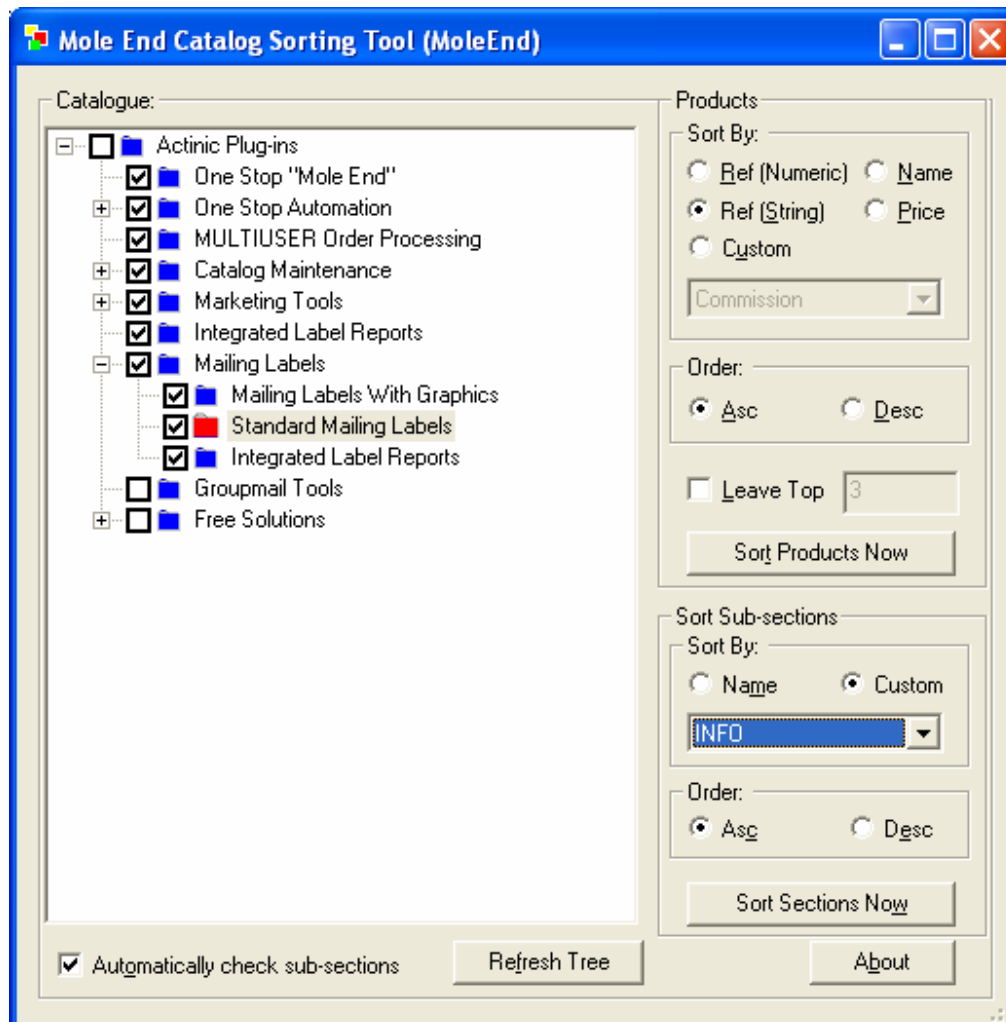 Mole End Catalog Sorting Tool (MoleEnd)
Catalogue:
Actinic Plug-ins
One Stop "Mole End"
One Stop Automation
MULTIUSER Order Processing
Catalog Maintenance
Marketing Tools
Integrated Label Reports
Mailing Labels
Mailing Labels With Graphics
Standard Mailing Labels
Integrated Label Reports
Groupmail Tools
Free Solutions
Automatically check sub-sections
Refresh Tree
Products
Sort By:
Ref (Numeric) Name
Ref (String) Price
Custom
Commission
Order:
Asc Desc
Leave Top 3
Sort Products Now
Sort Sub-sections
Sort By:
Name Custom
INFO
Order:
Asc Desc
Sort Sections Now
About